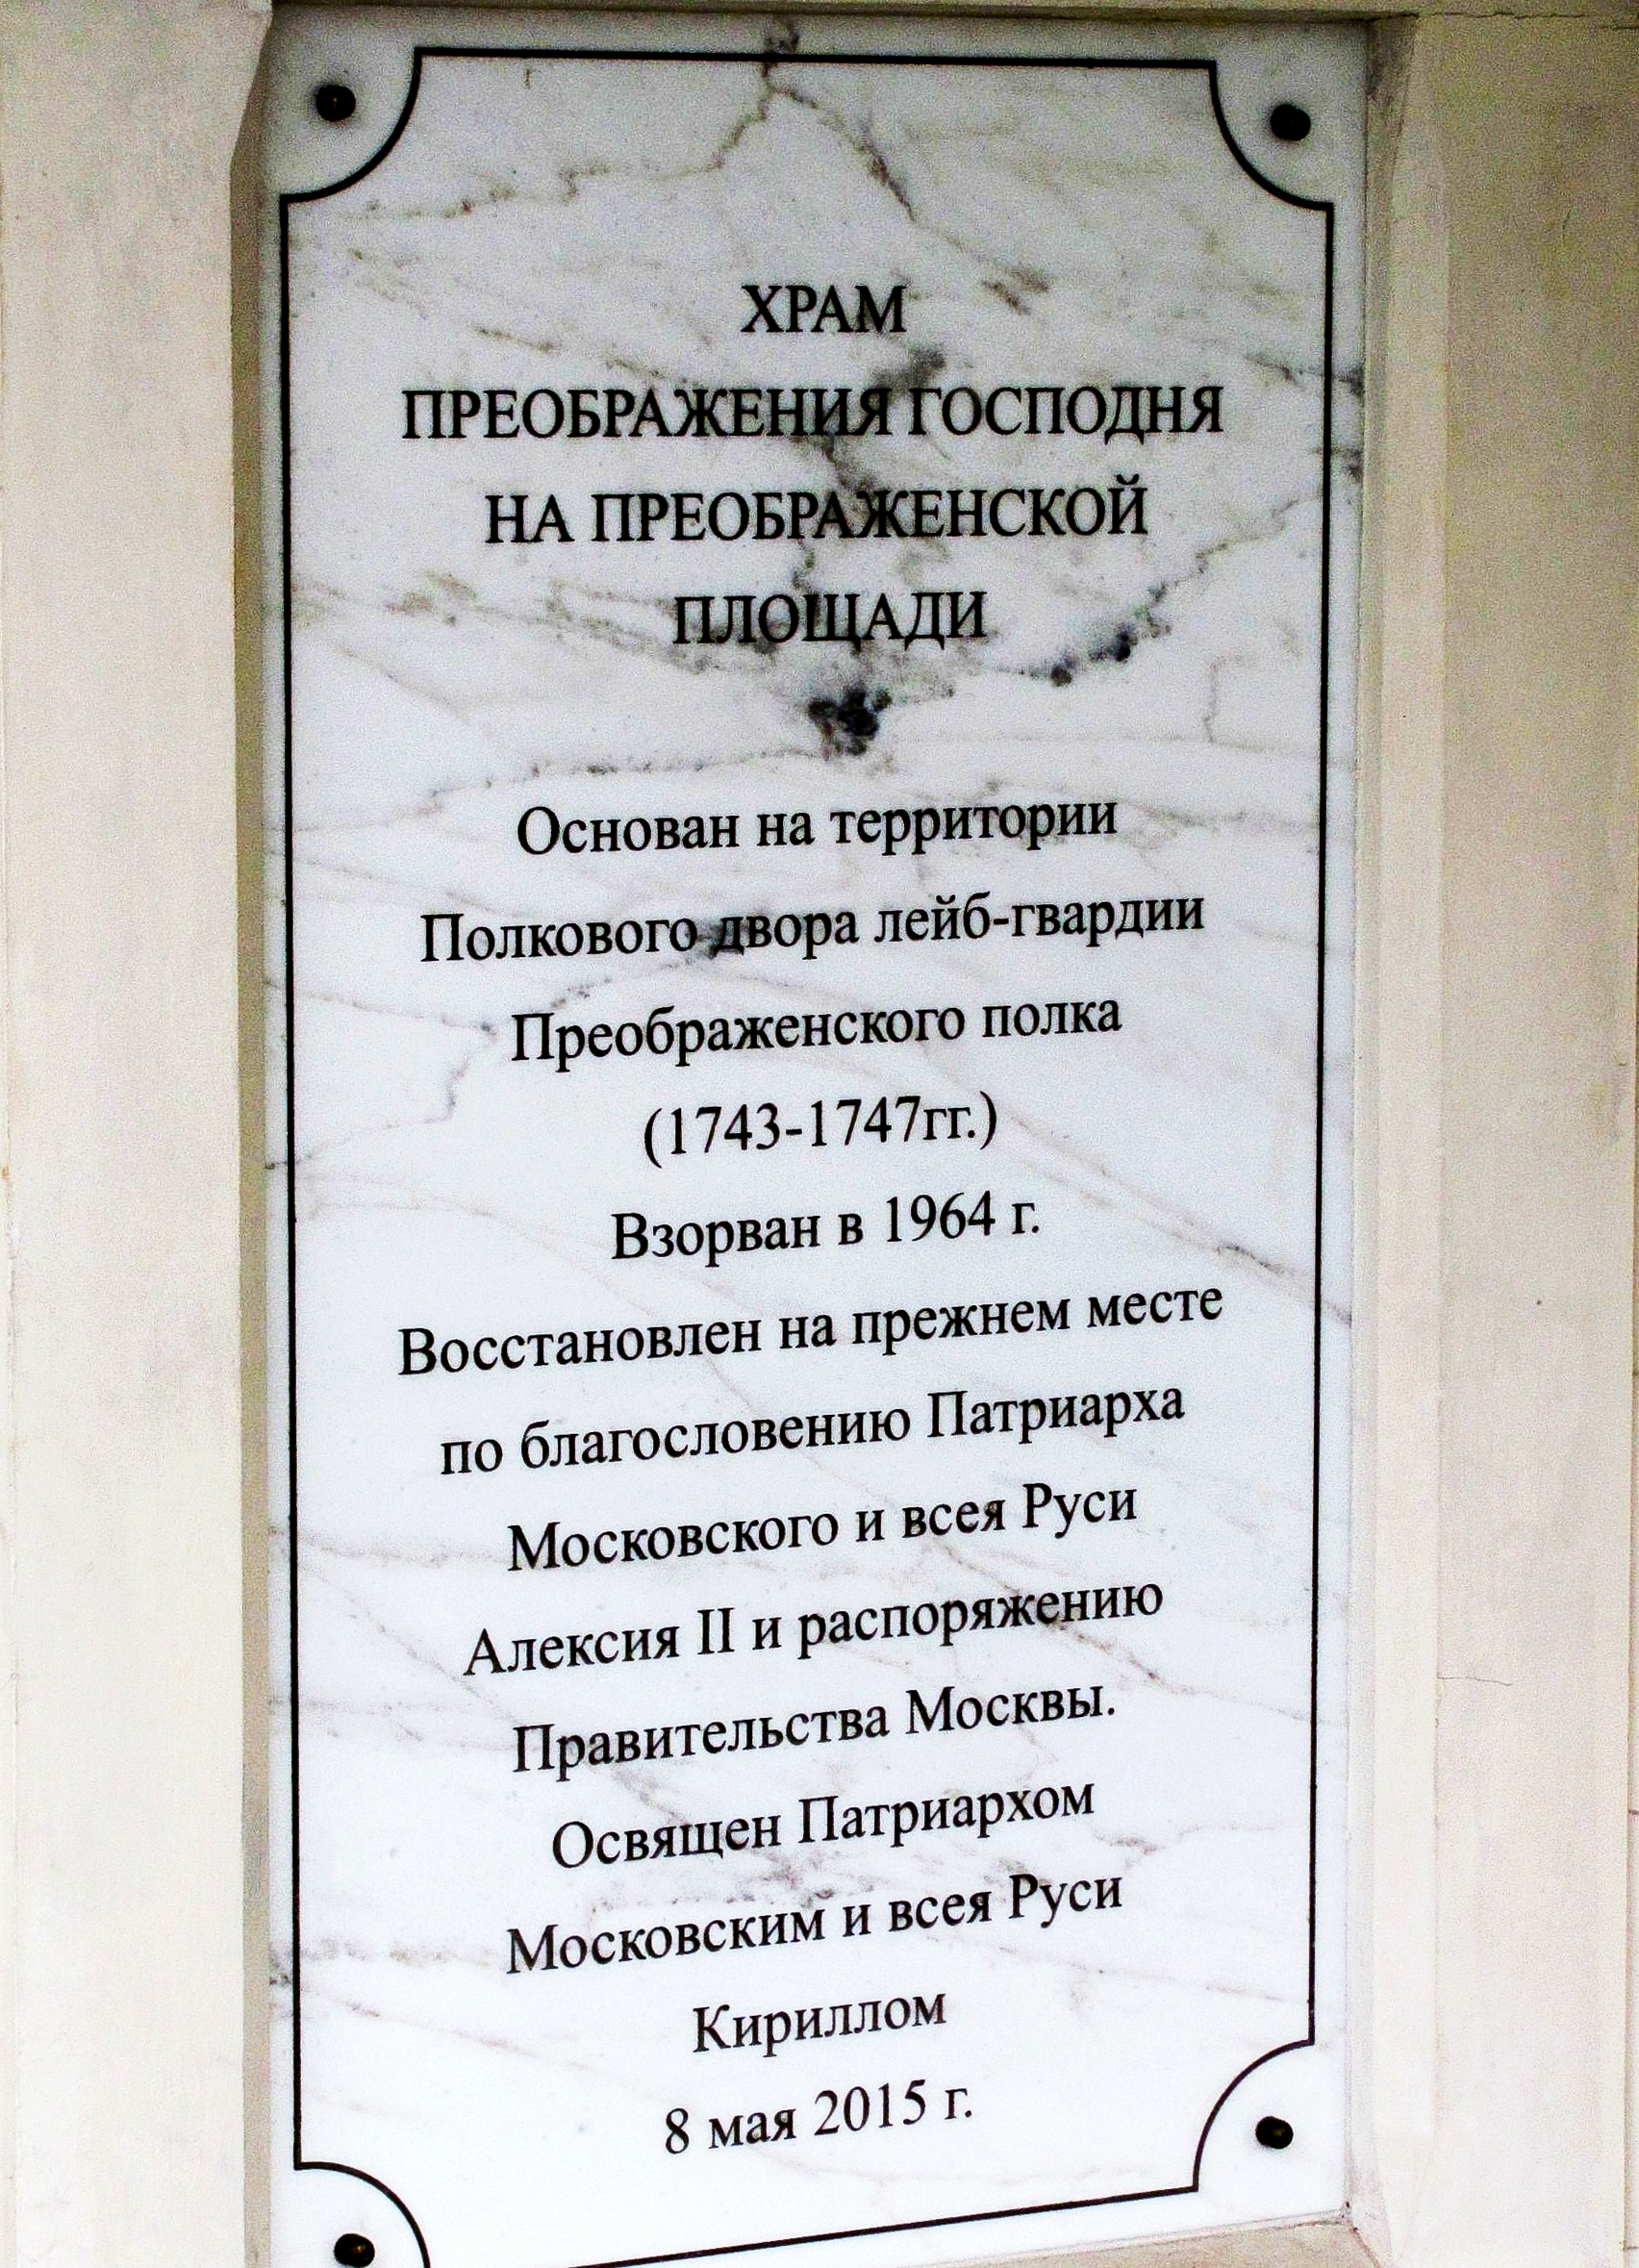 ХРАМ
ПРЕОБРАЖЕНИЯ ГОСПОДНЯ
НА ПРЕОБРАЖЕНСКОЙ
ПЛОЩАДИ
Основан на территории
Полкового двора лейб-гвардии
Преображенского полка
(1743-1747гг.)
Взорван в 1964 г.
Восстановлен на прежнем месте
по благословению Патриарха
Московского и всея Руси
Алексия II и распоряжению
Правительства Москвы.
Освящен Патриархом
Московским и всея Руси
Кириллом
8 мая 2015 г.